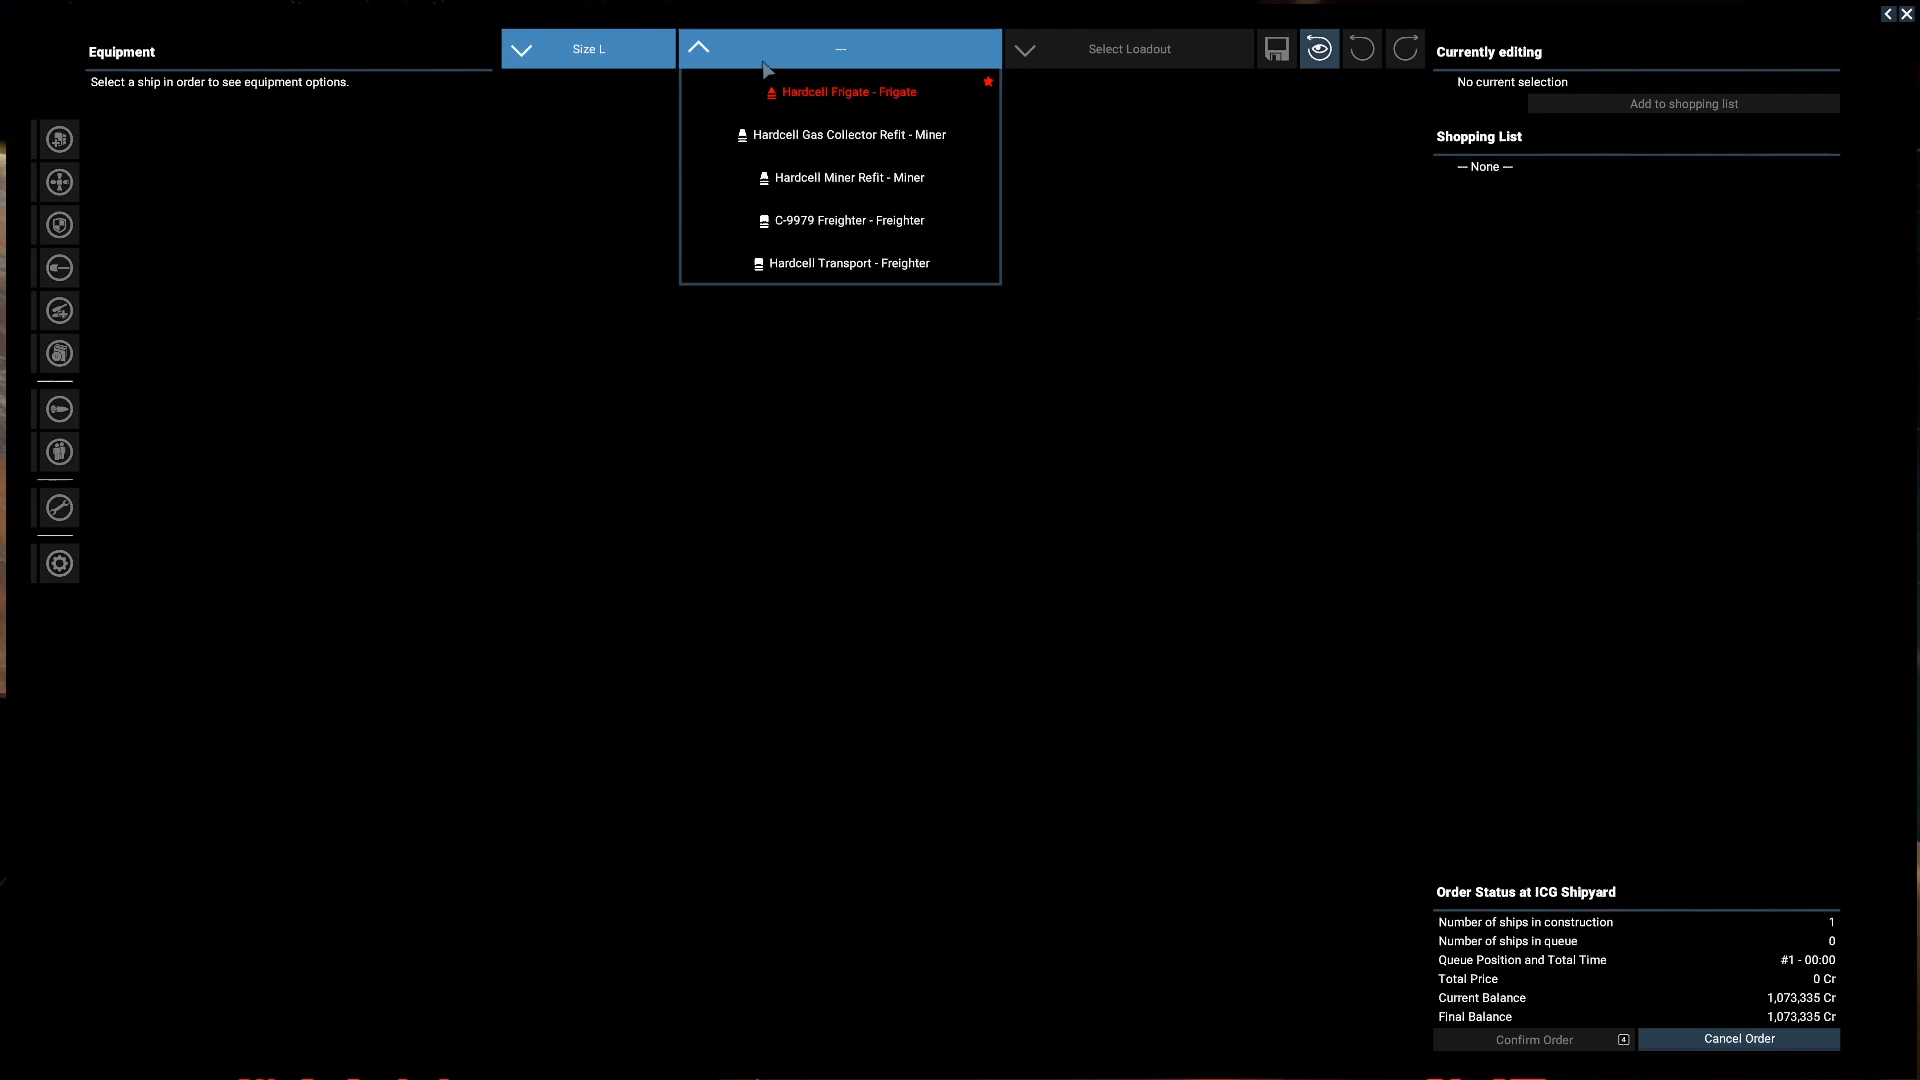 Equipment
Select a ship in order to see equipment options.
Size L
---
Select Loadout
Hardcell Frigate - Frigate
Hardcell Gas Collector Refit - Miner
Hardcell Miner Refit - Miner
C-9979 Freighter - Freighter
Hardcell Transport - Freighter
Currently editing
No current selection
Add to shopping list
Shopping List
--- None ---
Order Status at ICG Shipyard
Number of ships in construction 1
Number of ships in queue 0
Queue Position and Total Time #1 - 00:00
Total Price 0 Cr
Current Balance 1,073,335 Cr
Final Balance 1,073,335 Cr
Confirm Order 4
Cancel Order